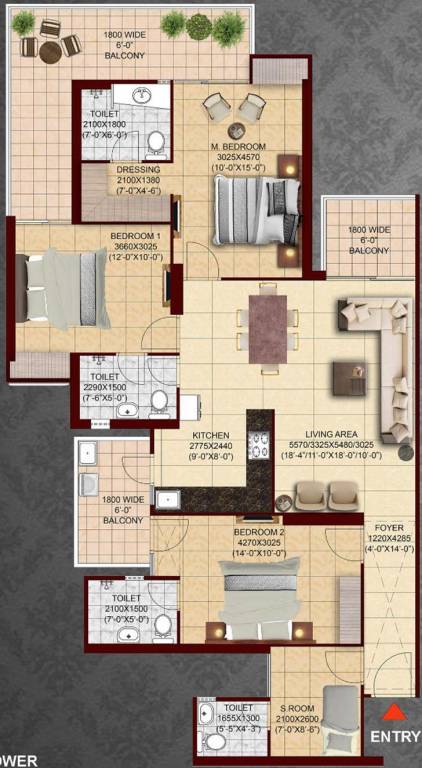 1800 WIDE
6'-0"
BALCONY
TOILET
2100X1800
(7'-0"X6'-0")
M. BEDROOM
3025X4570
(10'-0"X15'-0")
DRESSING
2100X1380
(7'-0"X4'-6")
BEDROOM 1
3660X3025
(12'-0"X10'-0")
1800 WIDE
6'-0"
BALCONY
TOILET
2290X1500
(7'-6"X5'-0")
KITCHEN
2775X2440
(9'-0"X8'-0")
LIVING AREA
5570/3325X5480/3025
(18'-4"/11'-0"X18'-0"/10'-0")
1800 WIDE
6'-0"
BALCONY
BEDROOM 2
4270X3025
(14'-0"X10'-0")
FOYER
1220X4285
(4'-0"X14'-0")
TOILET
2100X1500
(7'-0"X5'-0")
TOILET
1655X1300
(5'-5"X4'-3")
S.ROOM
2100X2600
(7'-0"X8'-6")
ENTRY
OWER